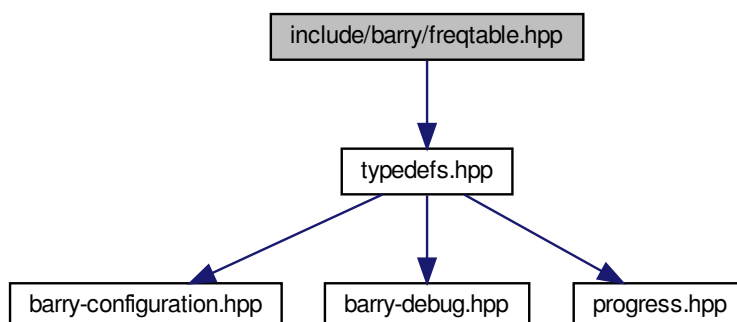 include/barry/freqtable.hpp
typedefs.hpp
barry-configuration.hpp
barry-debug.hpp
progress.hpp